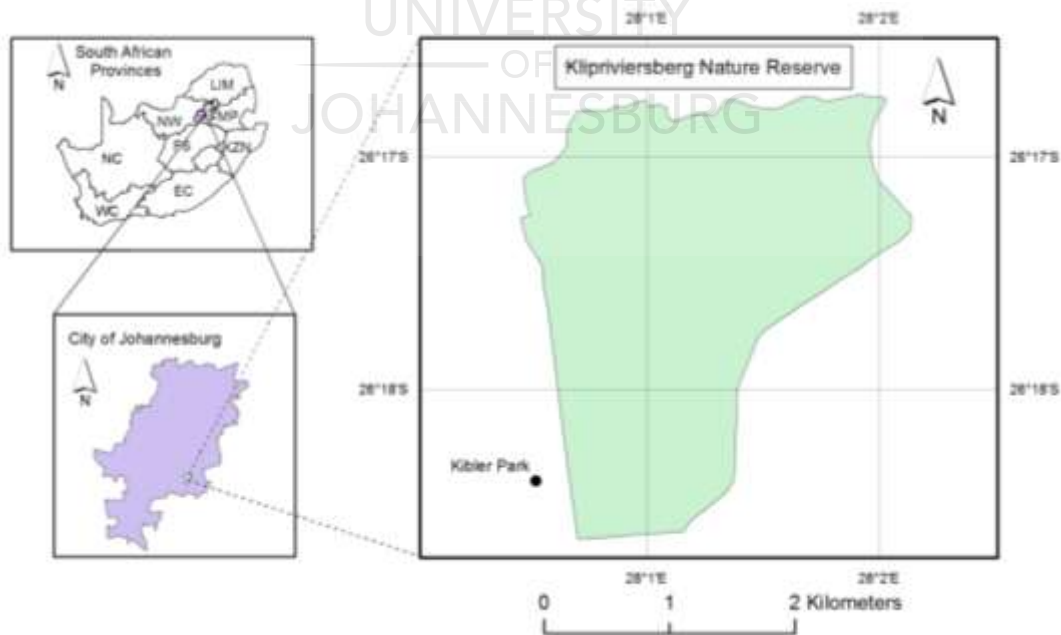 UNIVERSITY
OF
JOHANNESBURG
South African
Provinces
N
LIM
NW
MP
FS
KZN
NC
EC
WC
City of Johannesburg
N
28°1'E
28°2'E
Klipriviersberg Nature Reserve
N
26°17'S
26°17'S
26°18'S
26°18'S
Kibler Park
28°1'E
28°2'E
0
1
2 Kilometers